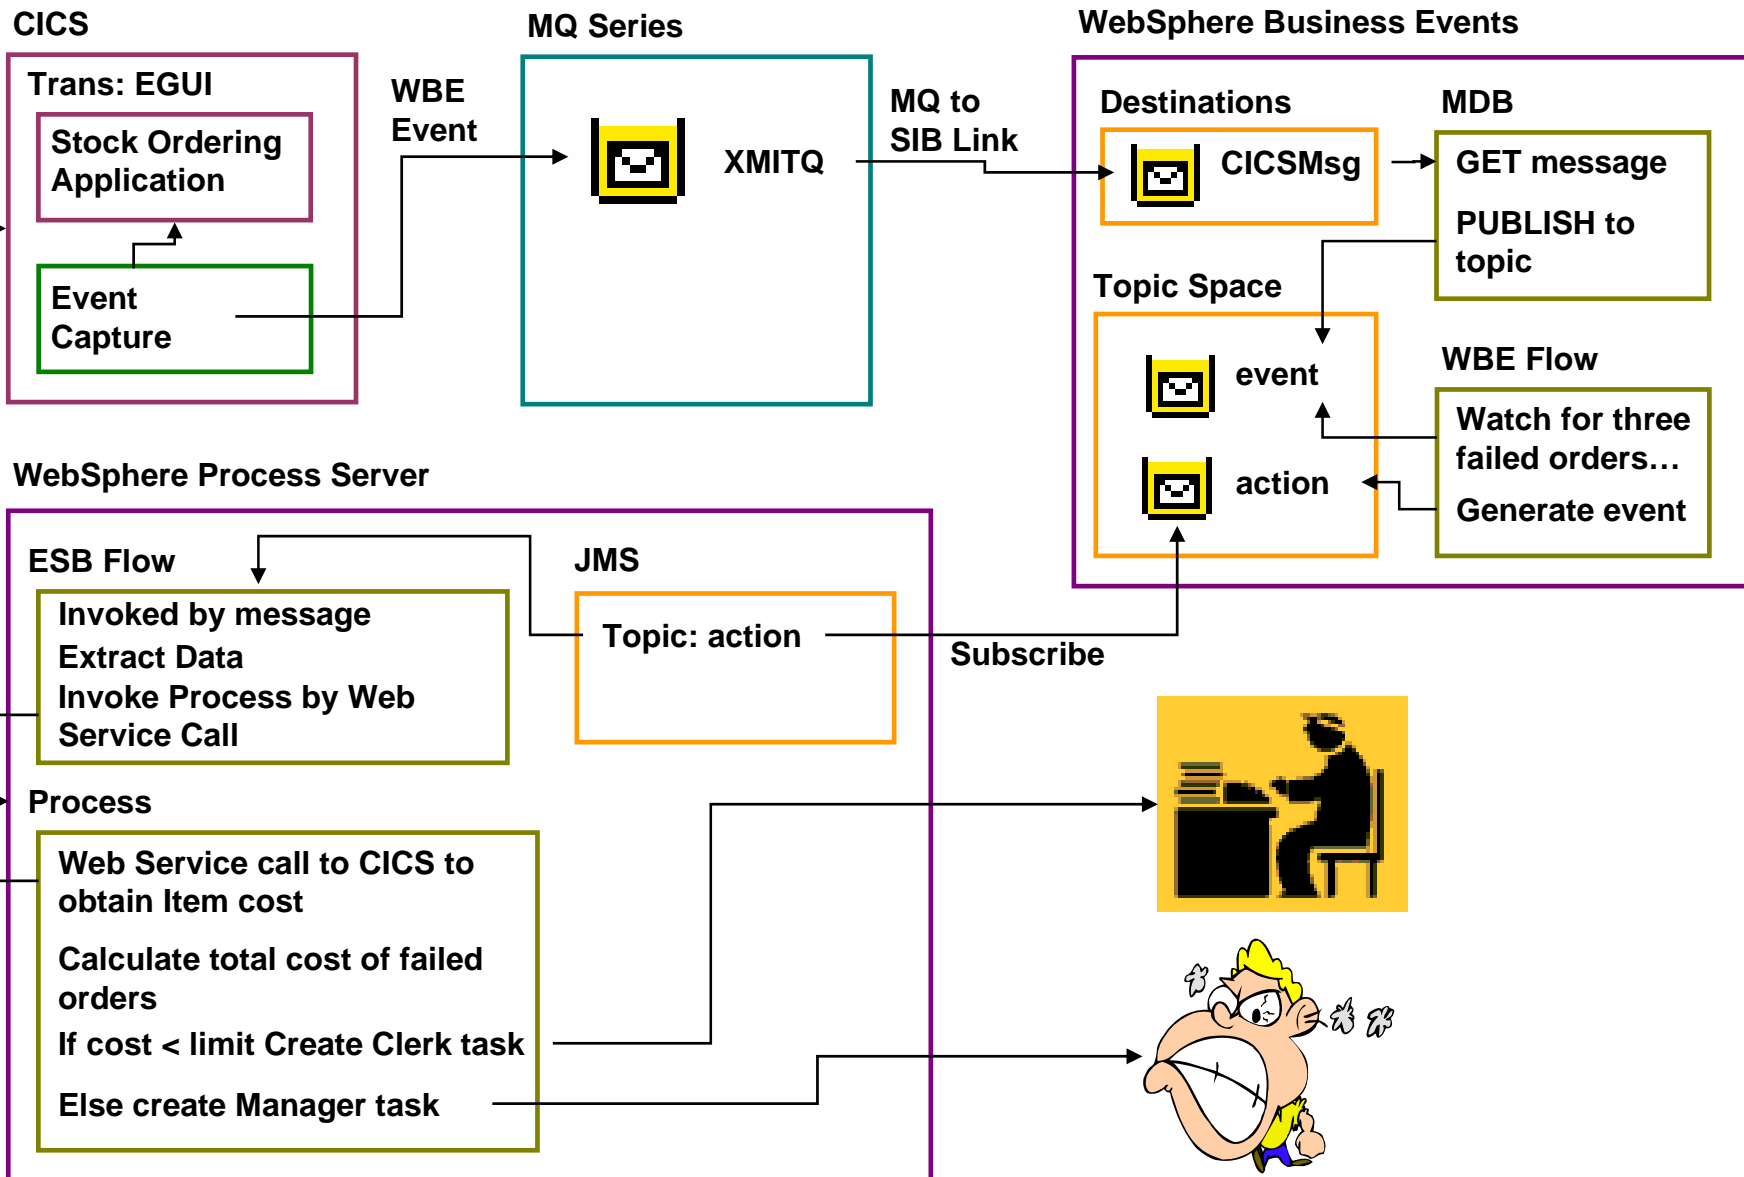 CICS
Trans: EGUI
Stock Ordering
Application
Event
Capture
WBE
Event
MQ Series
XMITQ
MQ to
SIB Link
WebSphere Business Events
Destinations
CICSMsg
MDB
GET message
PUBLISH to
topic
Topic Space
event
action
WBE Flow
Watch for three
failed orders…
Generate event
WebSphere Process Server
ESB Flow
Invoked by message
Extract Data
Invoke Process by Web
Service Call
JMS
Topic: action
Subscribe
Process
Web Service call to CICS to
obtain Item cost
Calculate total cost of failed
orders
If cost < limit Create Clerk task
Else create Manager task